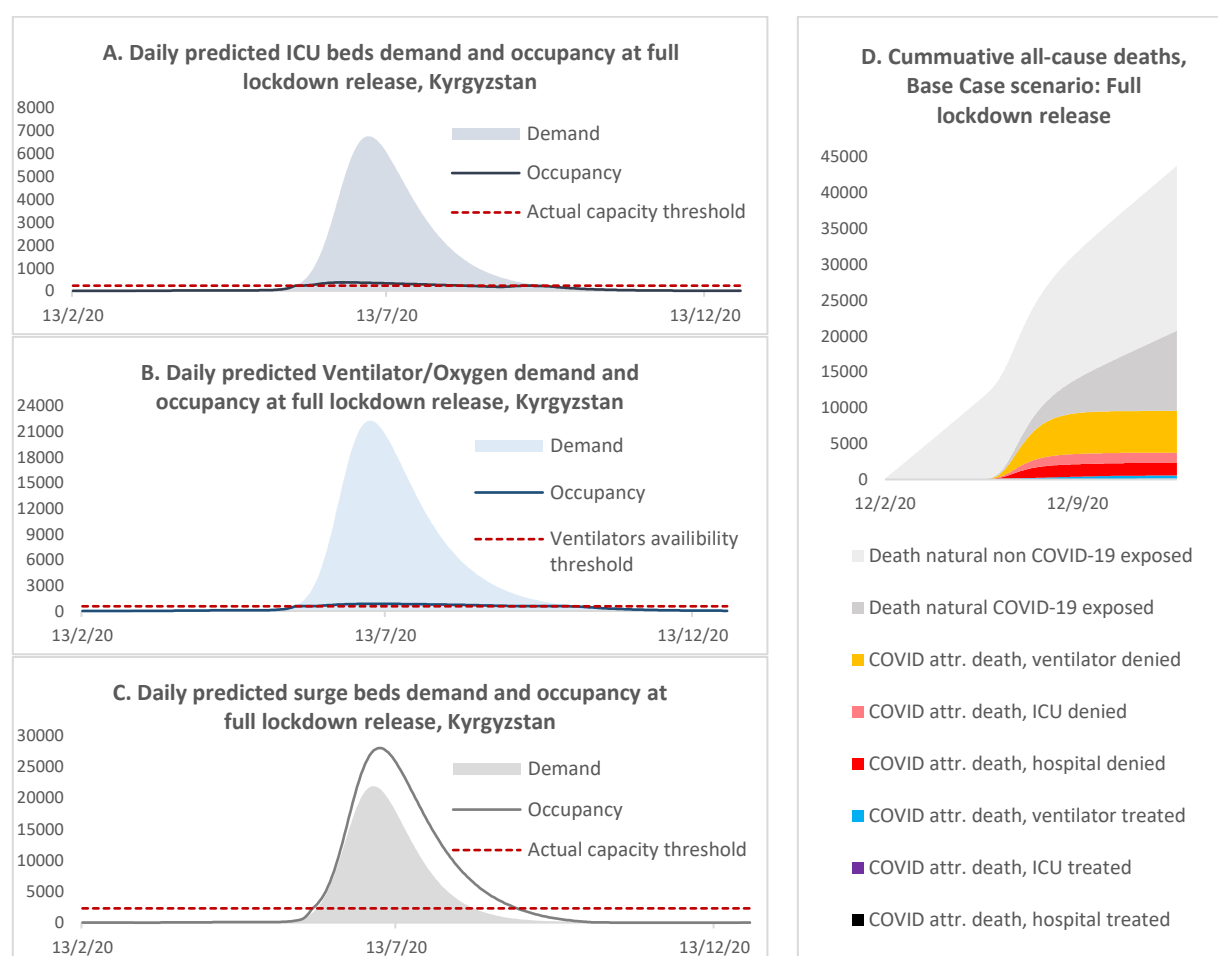 A. Daily predicted ICU beds demand and occupancy at full
lockdown release, Kyrgyzstan
8000
7000
6000
5000
4000
3000
2000
1000
0
Demand
Occupancy
Actual capacity threshold
13/2/20
13/7/20
13/12/20
B. Daily predicted Ventilator/Oxygen demand and
occupancy at full lockdown release, Kyrgyzstan
24000
21000
18000
15000
12000
9000
6000
3000
0
Demand
Occupancy
Ventilators availibility
threshold
13/2/20
13/7/20
13/12/20
C. Daily predicted surge beds demand and occupancy at
full lockdown release, Kyrgyzstan
30000
25000
20000
15000
10000
5000
0
Demand
Occupancy
Actual capacity threshold
13/2/20
13/7/20
13/12/20
D. Cummuative all-cause deaths,
Base Case scenario: Full
lockdown release
45000
40000
35000
30000
25000
20000
15000
10000
5000
0
12/2/20
12/9/20
Death natural non COVID-19 exposed
Death natural COVID-19 exposed
COVID attr. death, ventilator denied
COVID attr. death, ICU denied
COVID attr. death, hospital denied
COVID attr. death, ventilator treated
COVID attr. death, ICU treated
COVID attr. death, hospital treated